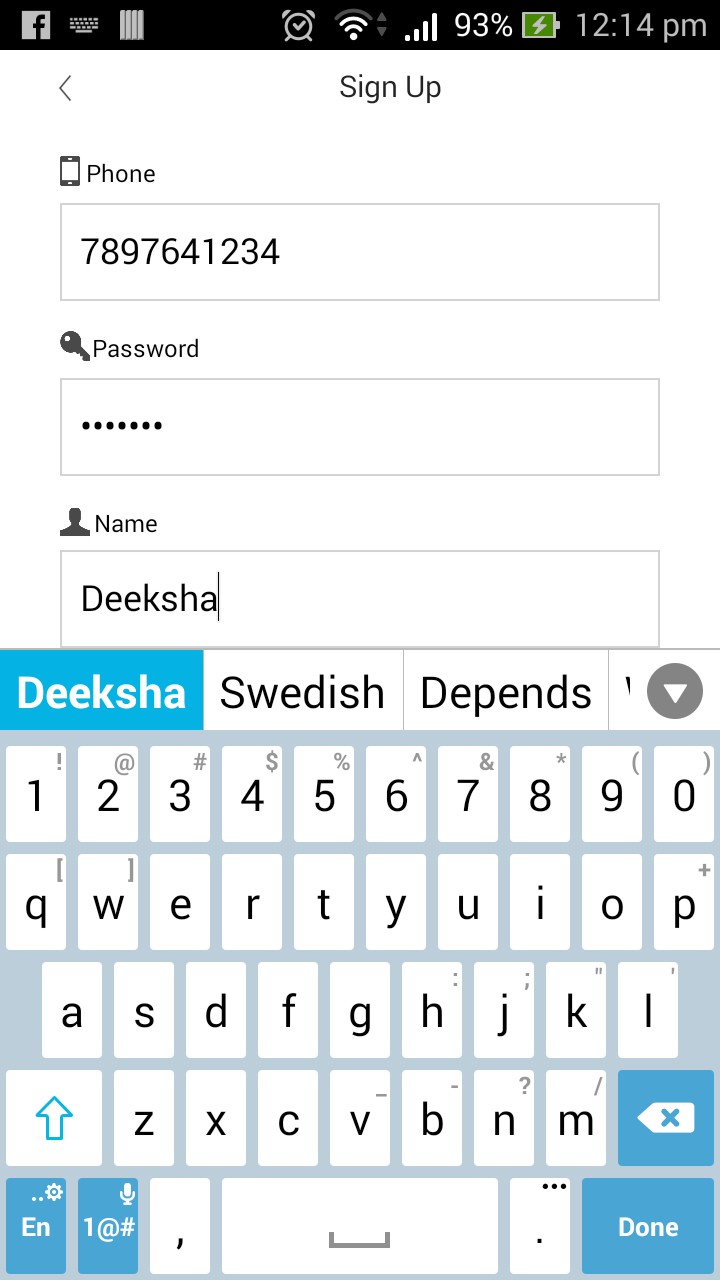 93% 12:14 pm
Sign Up
Phone
7897641234
Password
•••••••
Name
Deeksha
Deeksha Swedish Depends
! @ # $ % ^ & * ( )
1 2 3 4 5 6 7 8 9 0
[ ] +
q w e r t y u i o p
: ; " '
a s d f g h j k l
_ - ? /
z x c v b n m
En 1@# , . Done